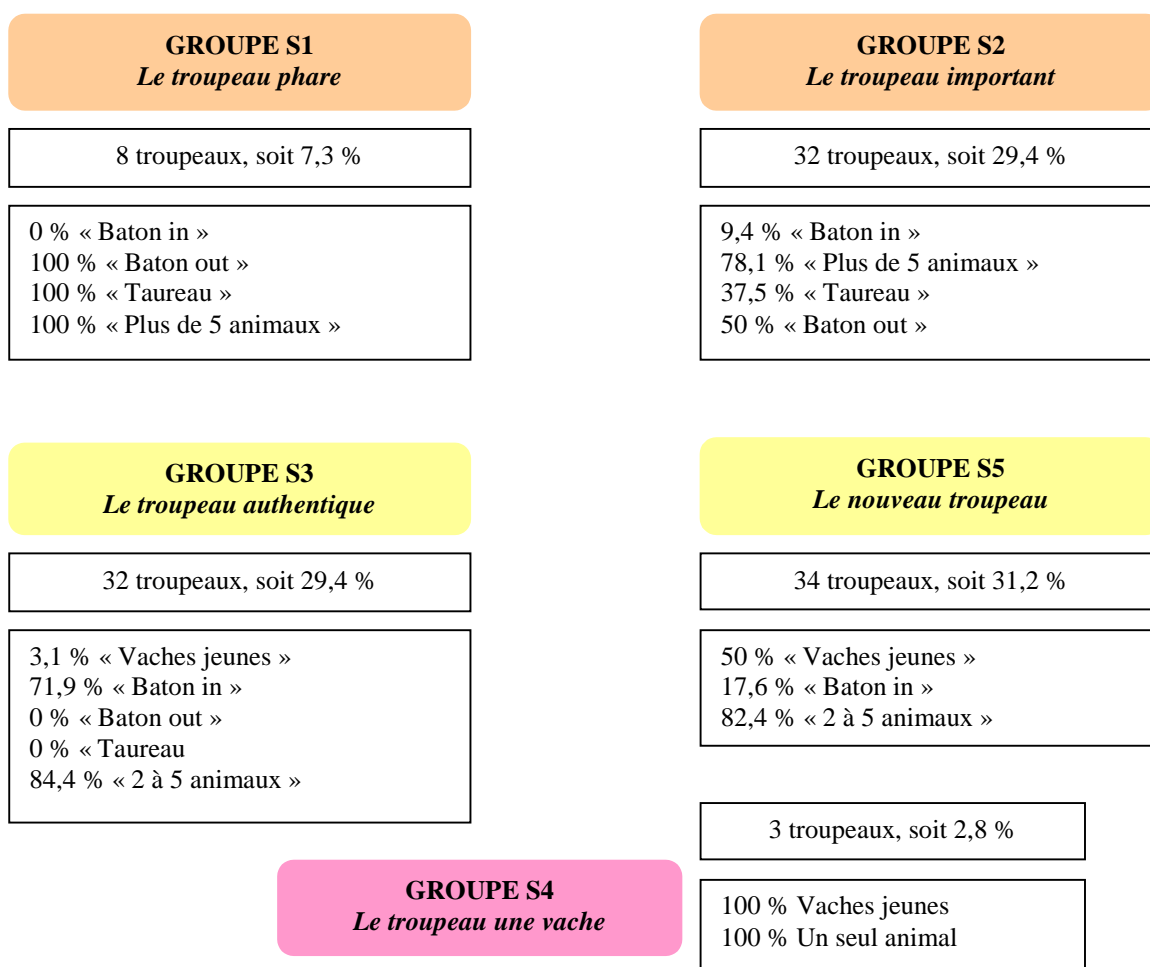 GROUPE S1
Le troupeau phare
8 troupeaux, soit 7,3 %
0 % « Baton in »
100 % « Baton out »
100 % « Taureau »
100 % « Plus de 5 animaux »
GROUPE S2
Le troupeau important
32 troupeaux, soit 29,4 %
9,4 % « Baton in »
78,1 % « Plus de 5 animaux »
37,5 % « Taureau »
50 % « Baton out »
GROUPE S3
Le troupeau authentique
32 troupeaux, soit 29,4 %
3,1 % « Vaches jeunes »
71,9 % « Baton in »
0 % « Baton out »
0 % « Taureau
84,4 % « 2 à 5 animaux »
GROUPE S5
Le nouveau troupeau
34 troupeaux, soit 31,2 %
50 % « Vaches jeunes »
17,6 % « Baton in »
82,4 % « 2 à 5 animaux »
GROUPE S4
Le troupeau une vache
3 troupeaux, soit 2,8 %
100 % Vaches jeunes
100 % Un seul animal